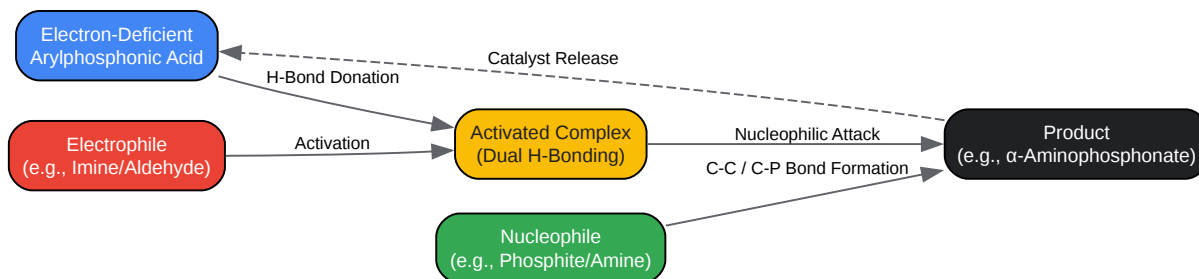 Electron-Deficient
Arylphosphonic Acid
Catalyst Release
H-Bond Donation
Electrophile
(e.g., Imine/Aldehyde)
Activation
Activated Complex
(Dual H-Bonding)
Nucleophilic Attack
Product
(e.g., α-Aminophosphonate)
C-C / C-P Bond Formation
Nucleophile
(e.g., Phosphite/Amine)